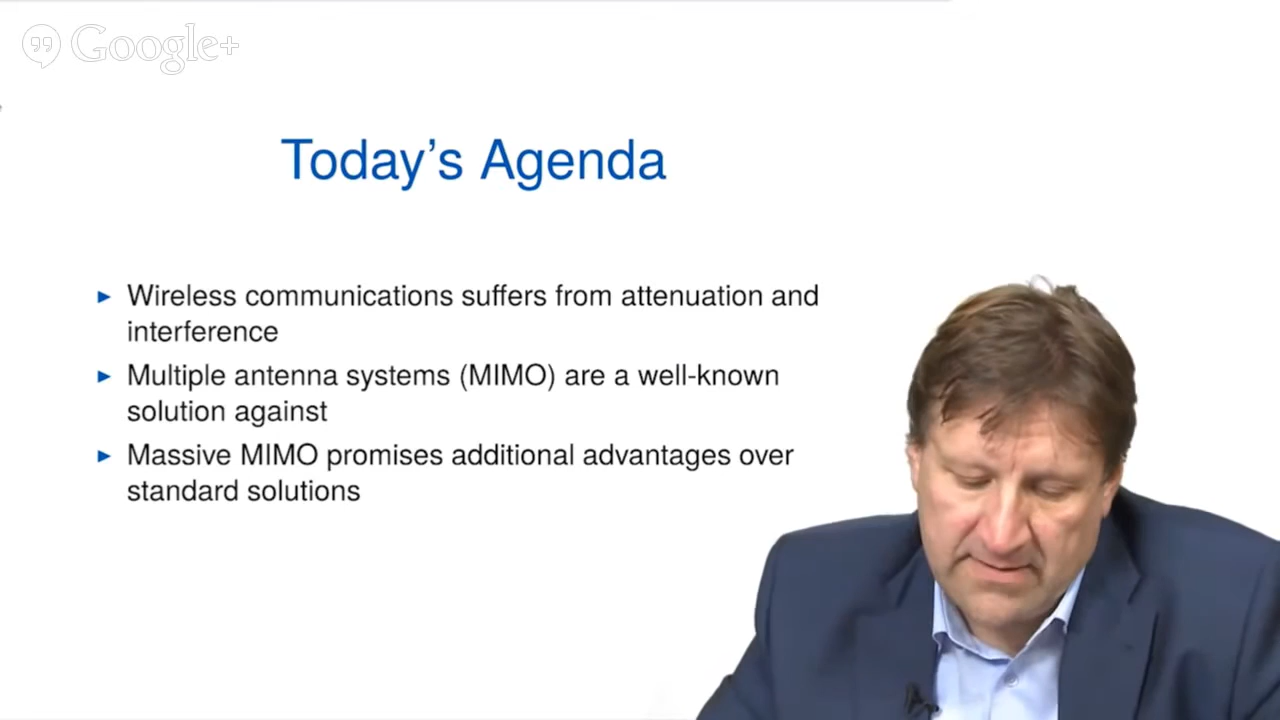 Google+
Today's Agenda
Wireless communications suffers from attenuation and
interference
Multiple antenna systems (MIMO) are a well-known
solution against
Massive MIMO promises additional advantages over
standard solutions